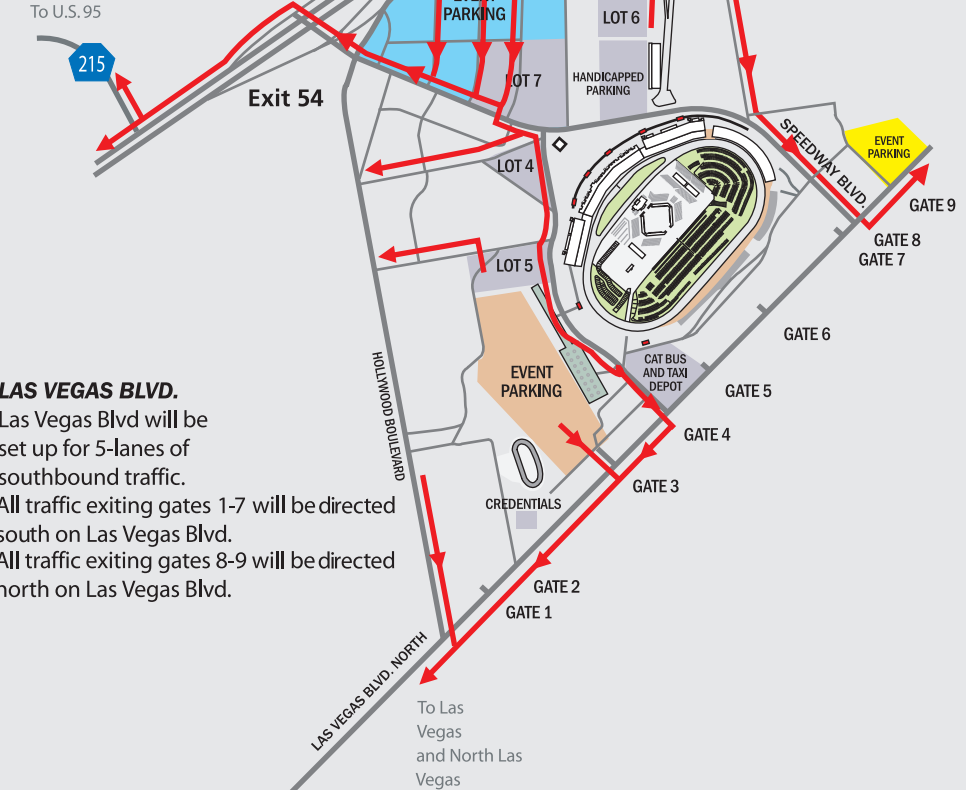 To U.S. 95
EVENT
PARKING
LOT 6
215
Exit 54
LOT 7
HANDICAPPED
PARKING
SPEEDWAY BLVD.
EVENT
PARKING
LOT 4
GATE 9
GATE 8
GATE 7
LOT 5
GATE 6
HOLLYWOOD BOULEVARD
CAT BUS
AND TAXI
DEPOT
EVENT
PARKING
GATE 5
LAS VEGAS BLVD.
Las Vegas Blvd will be
set up for 5-lanes of
southbound traffic.
All traffic exiting gates 1-7 will be directed
south on Las Vegas Blvd.
All traffic exiting gates 8-9 will be directed
north on Las Vegas Blvd.
GATE 4
GATE 3
CREDENTIALS
GATE 2
GATE 1
LAS VEGAS BLVD. NORTH
To Las
Vegas
and North Las
Vegas